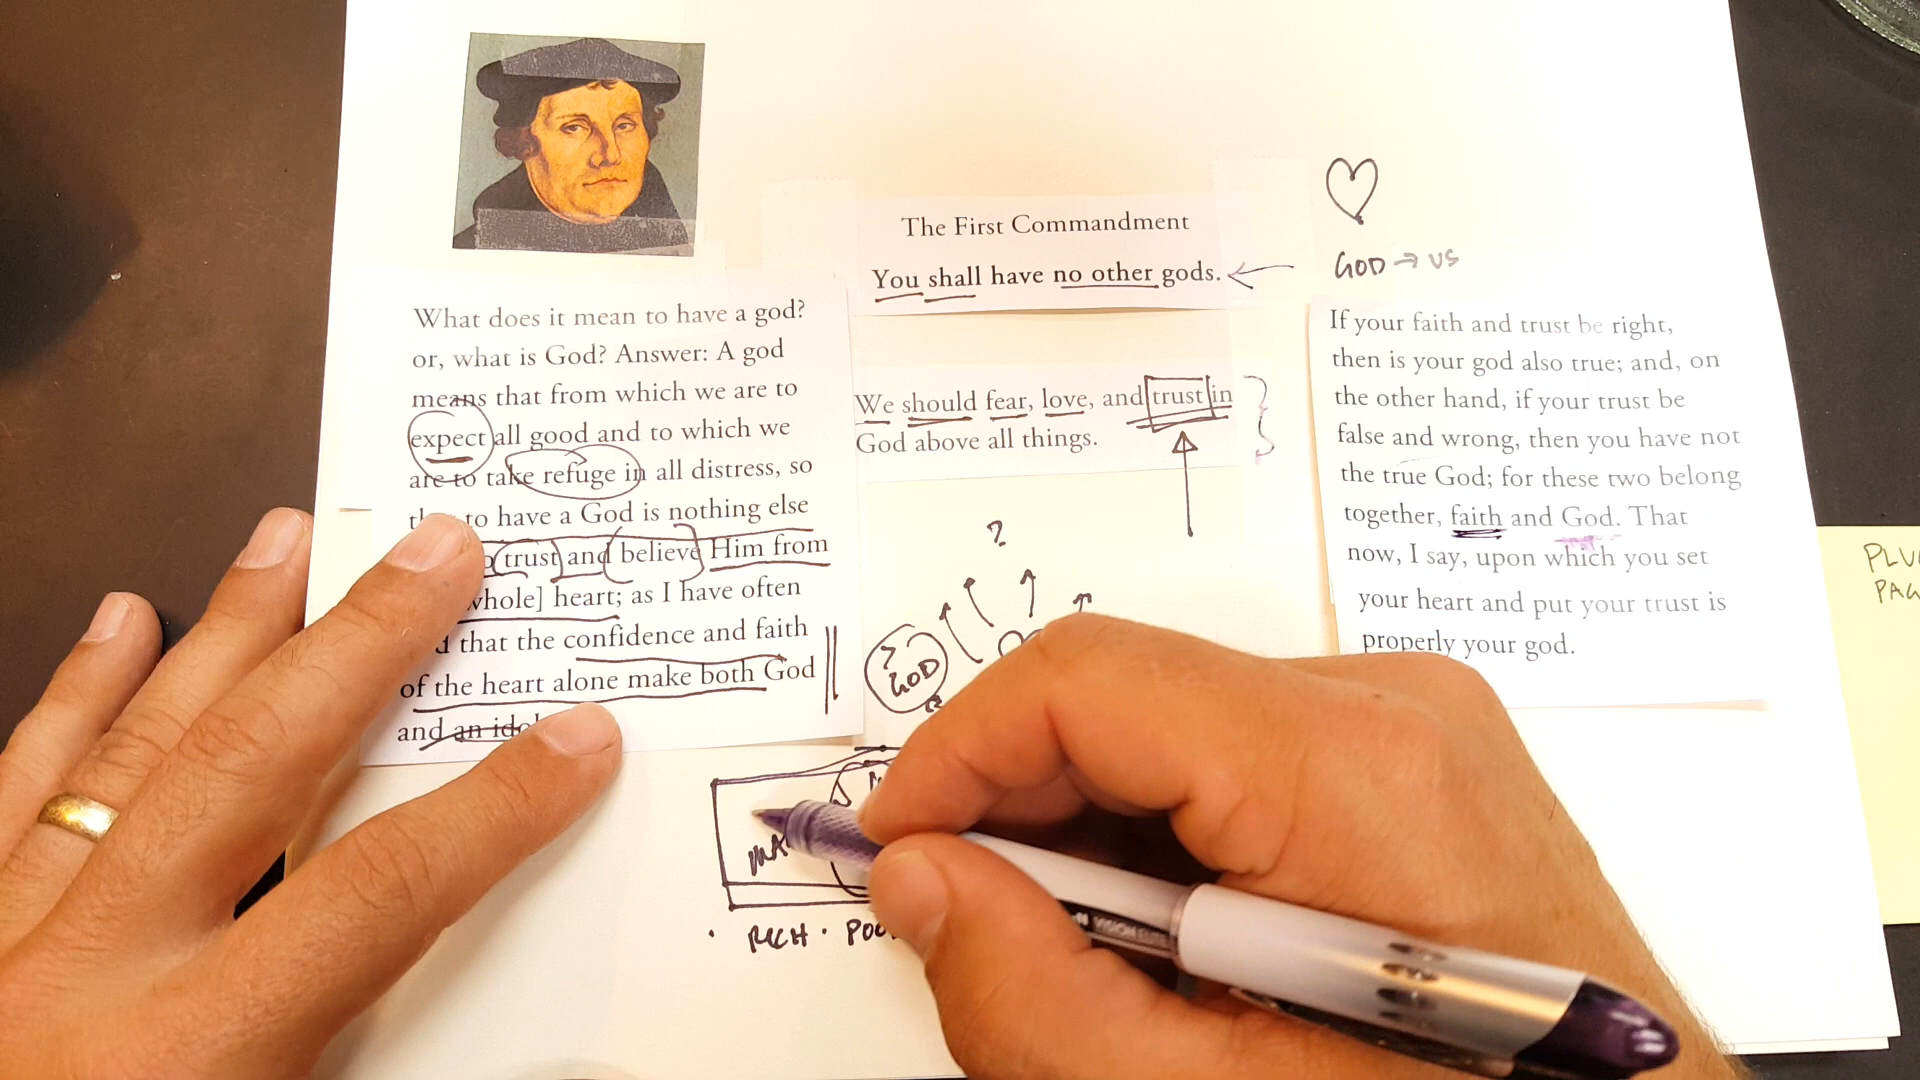 The First Commandment
You shall have no other gods.
GOD → US
What does it mean to have a god?
or, what is God? Answer: A god
means that from which we are to
expect all good and to which we
are to take refuge in all distress, so
to have a God is nothing else
trust and believe Him from
whole] heart; as I have often
that the confidence and faith
of the heart alone make both God
and an
We should fear, love, and trust in
God above all things.
?
?
GOD
RICH · POO
If your faith and trust be right,
then is your god also true; and, on
the other hand, if your trust be
false and wrong, then you have not
the true God; for these two belong
together, faith and God. That
now, I say, upon which you set
your heart and put your trust is
properly your god.
VISION ELITE